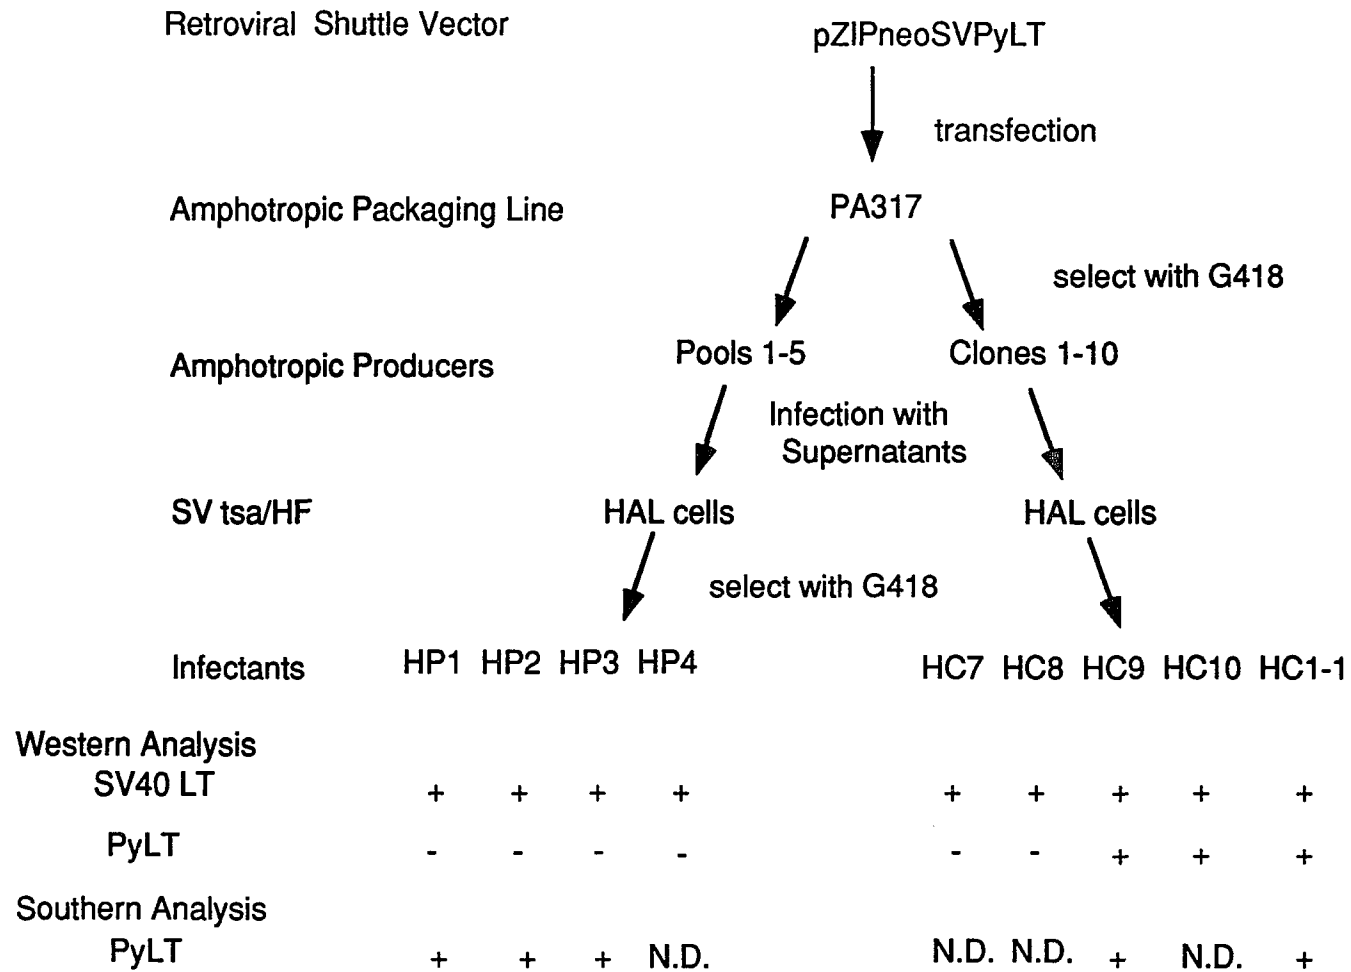 Retroviral Shuttle Vector
pZIPneoSVPyLT
transfection
Amphotropic Packaging Line
PA317
select with G418
Amphotropic Producers
Pools 1-5
Clones 1-10
Infection with
Supernatants
SV tsa/HF
HAL cells
HAL cells
select with G418
Infectants HP1 HP2 HP3 HP4 HC7 HC8 HC9 HC10 HC1-1
Western Analysis
SV40 LT + + + + + + + + +
PyLT - - - - - - + + +
Southern Analysis
PyLT + + + N.D. N.D. N.D. + N.D. +